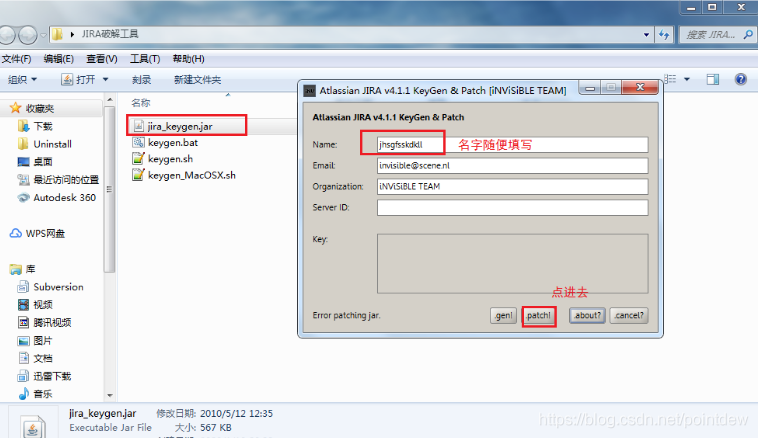 JIRA破解工具
搜索 JIRA...
文件(F) 编辑(E) 查看(V) 工具(T) 帮助(H)
组织 打开 刻录 新建文件夹
收藏夹
下载
Uninstall
桌面
最近访问的位置
Autodesk 360
WPS网盘
库
Subversion
视频
腾讯视频
图片
文档
迅雷下载
音乐
名称
jira_keygen.jar
keygen.bat
keygen.sh
keygen_MacOSX.sh
Atlassian JIRA v4.1.1 KeyGen & Patch [iNViSiBLE TEAM]
Atlassian JIRA v4.1.1 KeyGen & Patch
Name: jhsgfsskdkll 名字随便填写
Email: invisible@scene.nl
Organization: iNViSiBLE TEAM
Server ID:
Key:
点进去
Error patching jar. .gen! .patch! .about? .cancel?
jira_keygen.jar 修改日期: 2010/5/12 12:35
Executable Jar File 大小: 567 KB
https://blog.csdn.net/pointdew